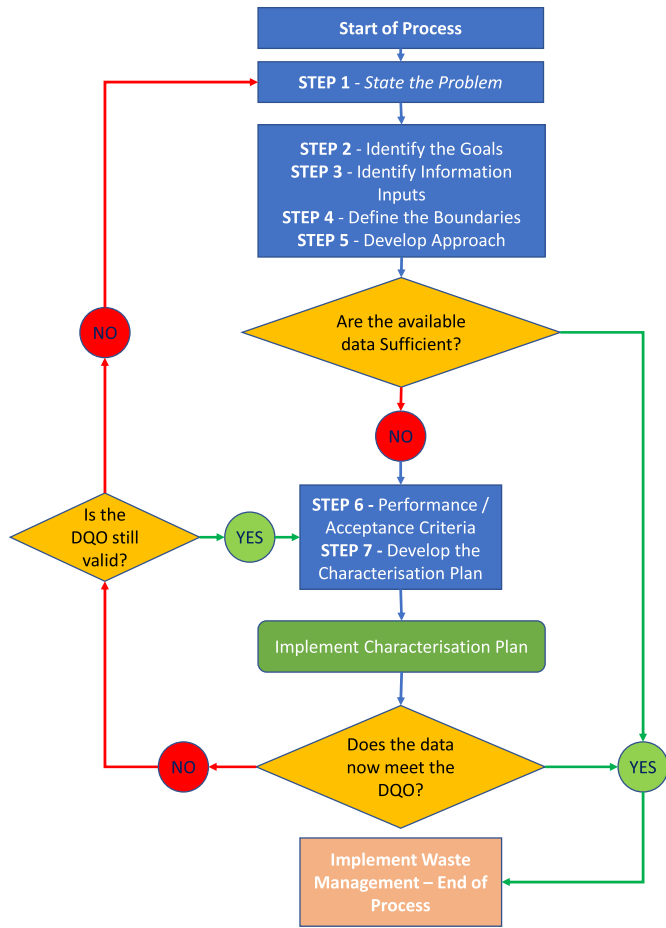 Start of Process
STEP 1 - State the Problem
STEP 2 - Identify the Goals
STEP 3 - Identify Information
Inputs
STEP 4 - Define the Boundaries
STEP 5 - Develop Approach
Are the available
data Sufficient?
NO
NO
STEP 6 - Performance /
Acceptance Criteria
STEP 7 - Develop the
Characterisation Plan
Is the
DQO still
valid?
YES
Implement Characterisation Plan
Does the data
now meet the
DQO?
NO
YES
Implement Waste
Management – End of
Process